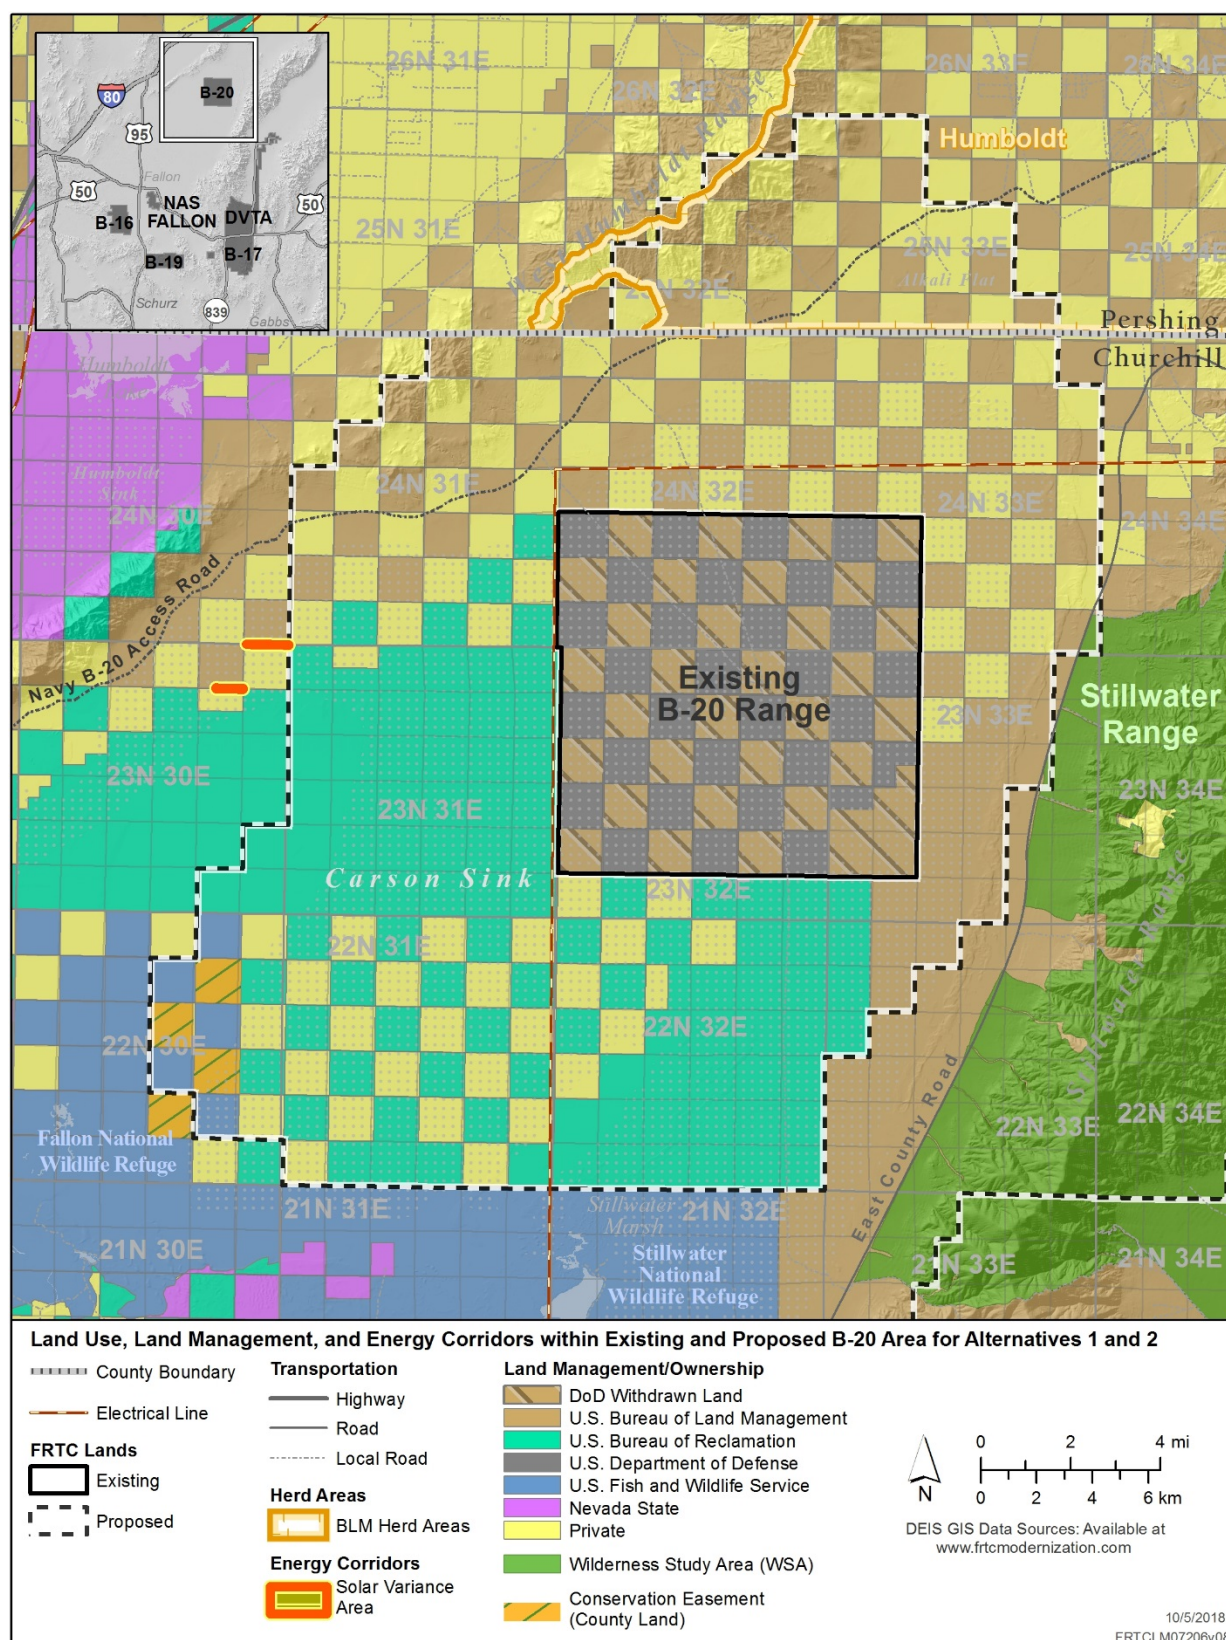 26N 31E
26N 32E
26N 33E
26N 34E
B-20
80
95
50
Fallon
NAS
FALLON
DVTA
50
B-16
B-17
B-19
Schurz
839
Gabbs
Humboldt
West Humboldt Range
25N 31E
25N 32E
25N 33E
25N 34E
Alkali Flat
Pershing
Churchill
Humboldt
Humboldt
Sink
24N 30E
24N 31E
24N 32E
24N 33E
24N 34E
Navy B-20 Access Road
Existing
B-20 Range
Stillwater
Range
23N 30E
23N 31E
23N 32E
23N 33E
23N 34E
Carson Sink
22N 31E
22N 30E
22N 32E
22N 33E
22N 34E
Stillwater Range
East County Road
Fallon National
Wildlife Refuge
21N 31E
21N 30E
Stillwater
Marsh
21N 32E
Stillwater
National
Wildlife Refuge
21N 33E
21N 34E
Land Use, Land Management, and Energy Corridors within Existing and Proposed B-20 Area for Alternatives 1 and 2
County Boundary
Electrical Line
FRTC Lands
Existing
Proposed
Transportation
Highway
Road
Local Road
Herd Areas
BLM Herd Areas
Energy Corridors
Solar Variance
Area
Land Management/Ownership
DoD Withdrawn Land
U.S. Bureau of Land Management
U.S. Bureau of Reclamation
U.S. Department of Defense
U.S. Fish and Wildlife Service
Nevada State
Private
Wilderness Study Area (WSA)
Conservation Easement
(County Land)
N
0 2 4 mi
0 2 4 6 km
DEIS GIS Data Sources: Available at
www.frtcmodernization.com
10/5/2018
FRTCLM07206v08